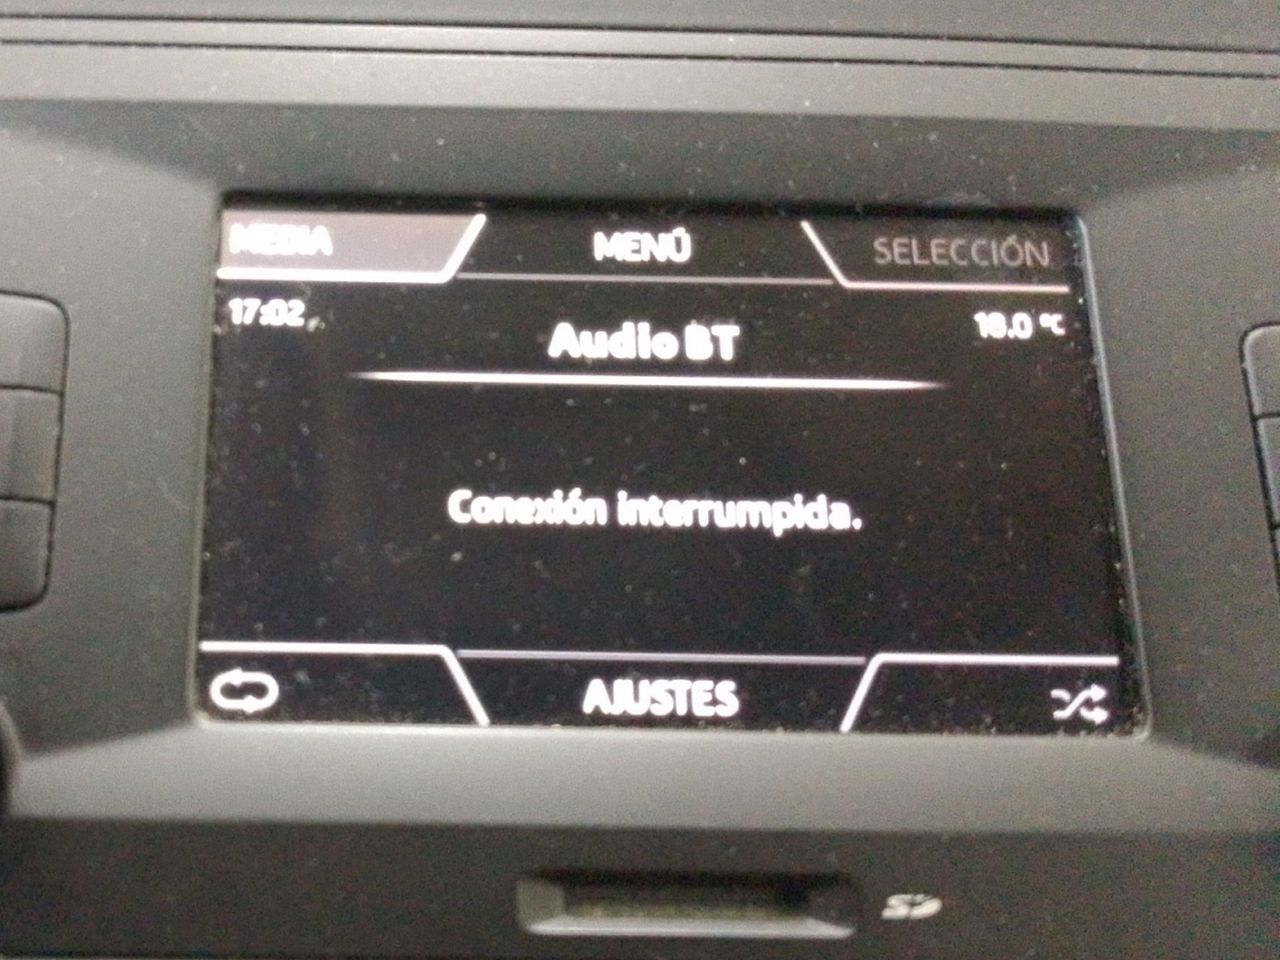 MEDIA MENÚ SELECCIÓN
17:02 18.0 °C
Audio BT
Conexión interrumpida.
AJUSTES
SD